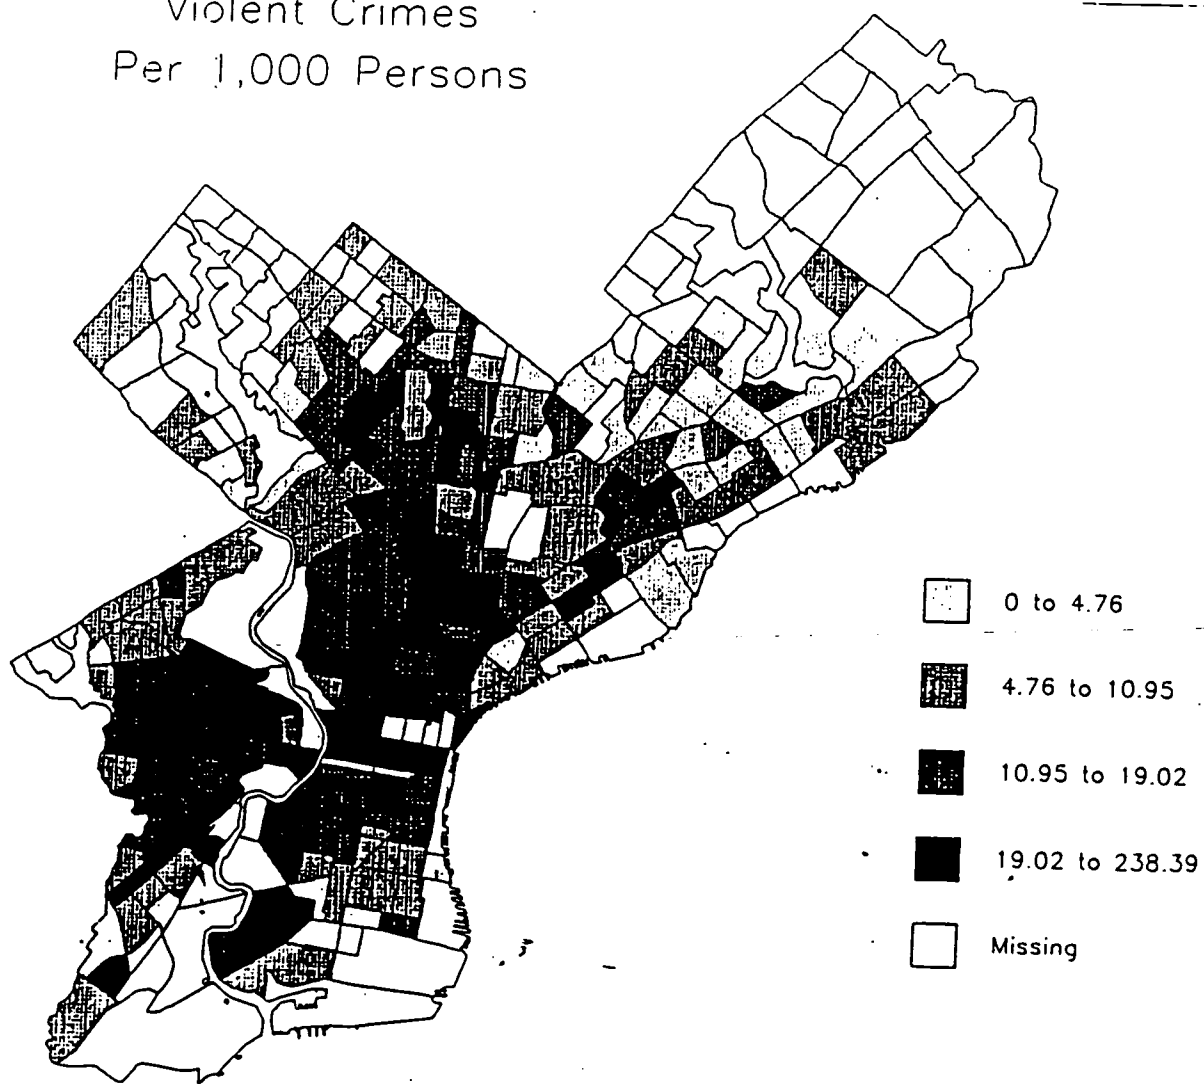 Violent Crimes
Per 1,000 Persons
0 to 4.76
4.76 to 10.95
10.95 to 19.02
19.02 to 238.39
Missing